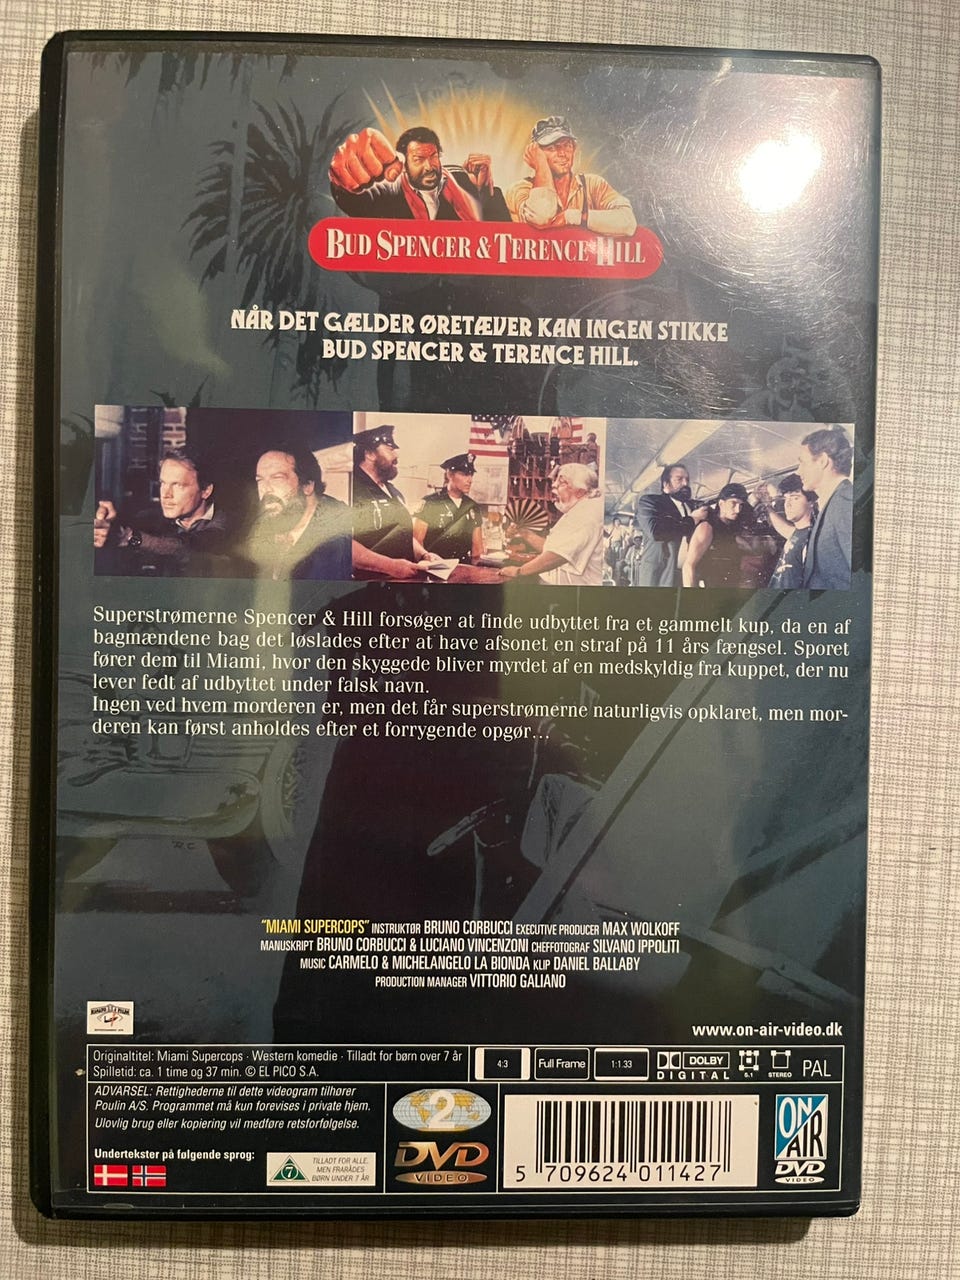 BUD SPENCER & TERENCE HILL
NÅR DET GÆLDER ØRETÆVER KAN INGEN STIKKE
BUD SPENCER & TERENCE HILL.
Superstrømerne Spencer & Hill forsøger at finde udbyttet fra et gammelt kup, da en af
bagmændene bag det løslades efter at have afsonet en straf på 11 års fængsel. Sporet
fører dem til Miami, hvor den skyggede bliver myrdet af en medskyldig fra kuppet, der nu
lever fedt af udbyttet under falsk navn.
Ingen ved hvem morderen er, men det får superstrømerne naturligvis opklaret, men mor-
deren kan først anholdes efter et forrygende opgør...
"MIAMI SUPERCOPS" INSTRUKTØR BRUNO CORBUCCI EXECUTIVE PRODUCER MAX WOLKOFF
MANUSKRIPT BRUNO CORBUCCI & LUCIANO VINCENZONI CHEFFOTOGRAF SILVANO IPPOLITI
MUSIC CARMELO & MICHELANGELO LA BIONDA KLIP DANIEL BALLABY
PRODUCTION MANAGER VITTORIO GALIANO
www.on-air-video.dk
Originaltitel: Miami Supercops · Western komedie · Tilladt for børn over 7 år
Spilletid: ca. 1 time og 37 min. © EL PICO S.A.
4:3
Full Frame
1:1.33
DOLBY
DIGITAL
5.1
STEREO
PAL
ADVARSEL: Rettighederne til dette videogram tilhører
Poulin A/S. Programmet må kun forevises i private hjem.
Ulovlig brug eller kopiering vil medføre retsforfølgelse.
Undertekster på følgende sprog:
7
TILLADT FOR ALLE,
MEN FRARÅDES
BØRN UNDER 7 ÅR
2
DVD
VIDEO
5 709624 011427
ON
AIR
DVD
VIDEO